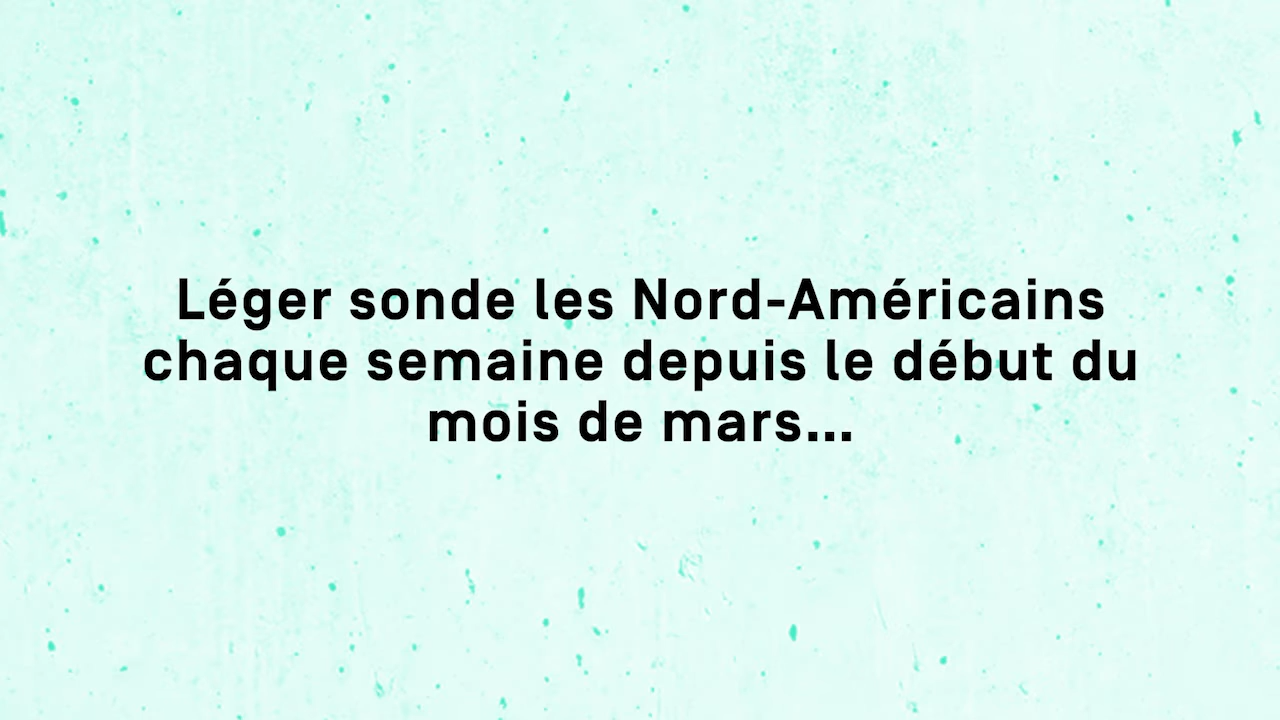 Léger sonde les Nord-Américains
chaque semaine depuis le début du
mois de mars...